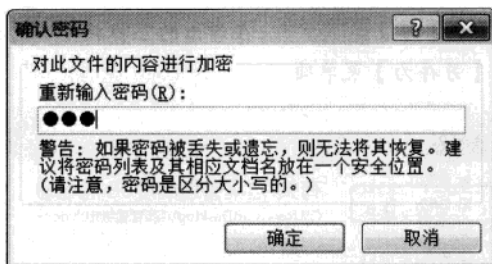 确认密码
对此文件的内容进行加密
重新输入密码(R)：
●●●
警告：如果密码被丢失或遗忘，则无法将其恢复。建
议将密码列表及其相应文档名放在一个安全位置。
(请注意，密码是区分大小写的。)
确定 取消